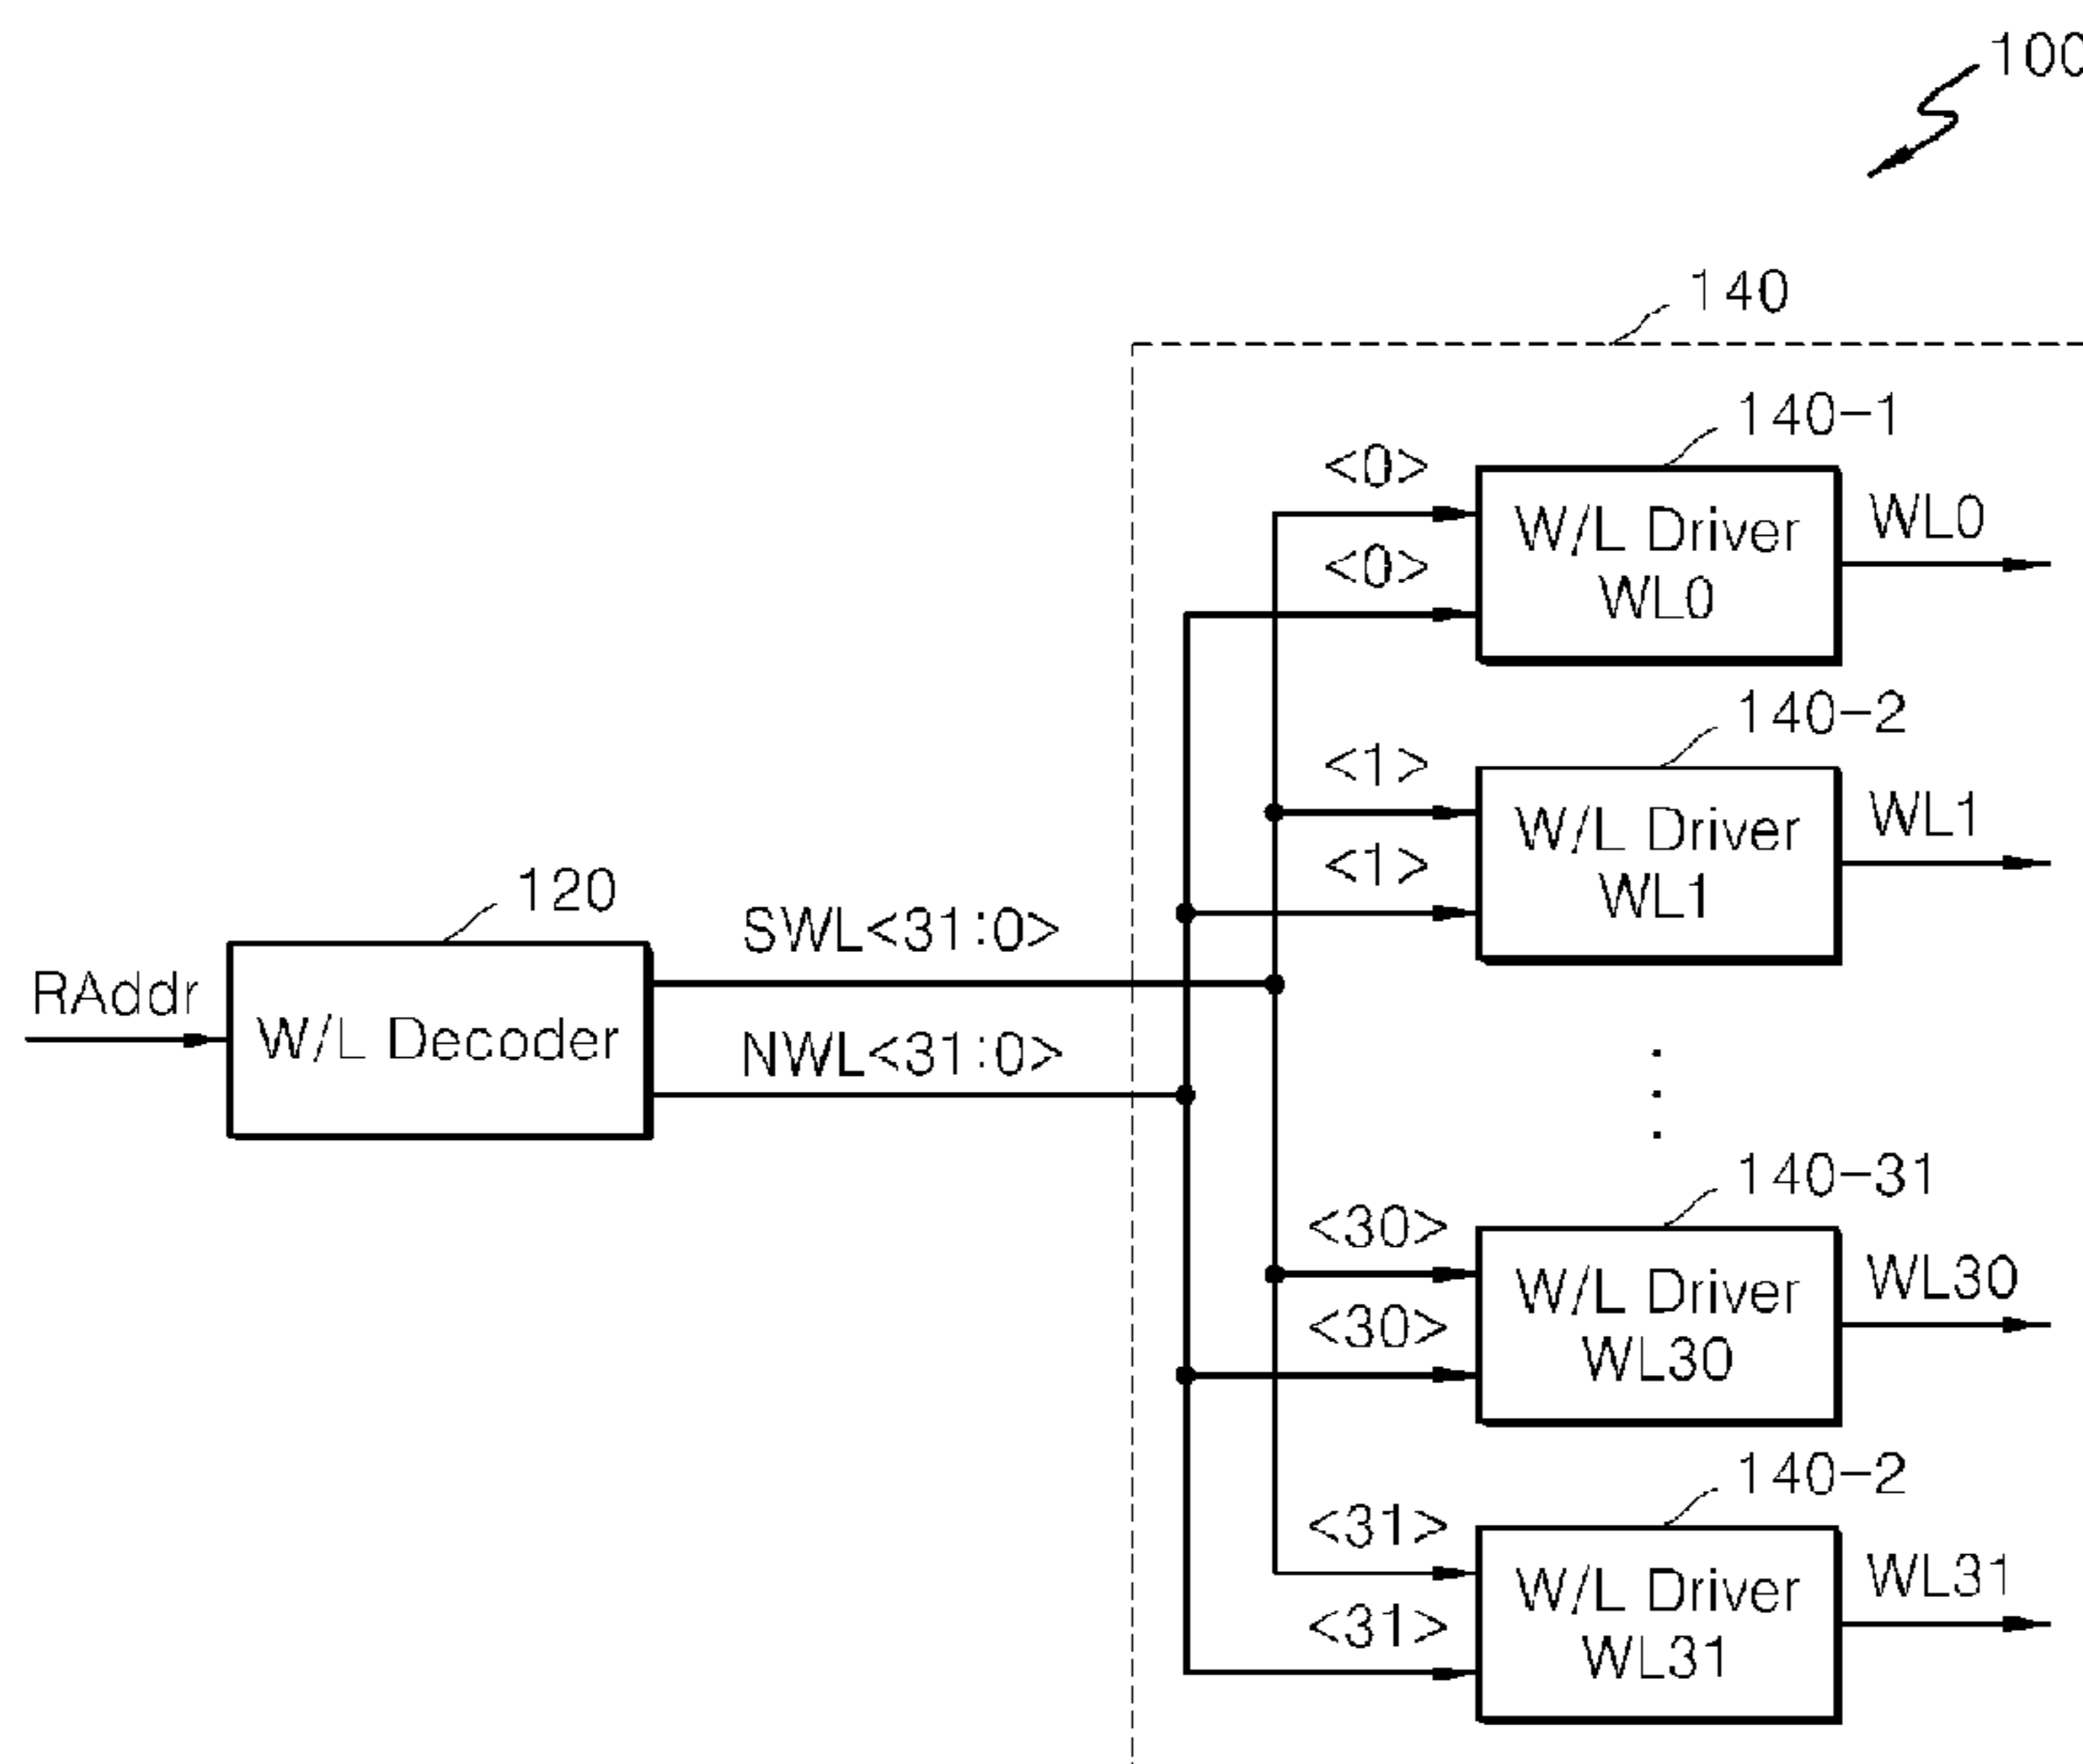 100
140
140-1
<0>
W/L Driver
WL0
WL0
<0>
140-2
<1>
W/L Driver
WL1
WL1
<1>
120
SWL<31:0>
RAddr
W/L Decoder
NWL<31:0>
140-31
<30>
W/L Driver
WL30
WL30
<30>
140-2
<31>
W/L Driver
WL31
WL31
<31>